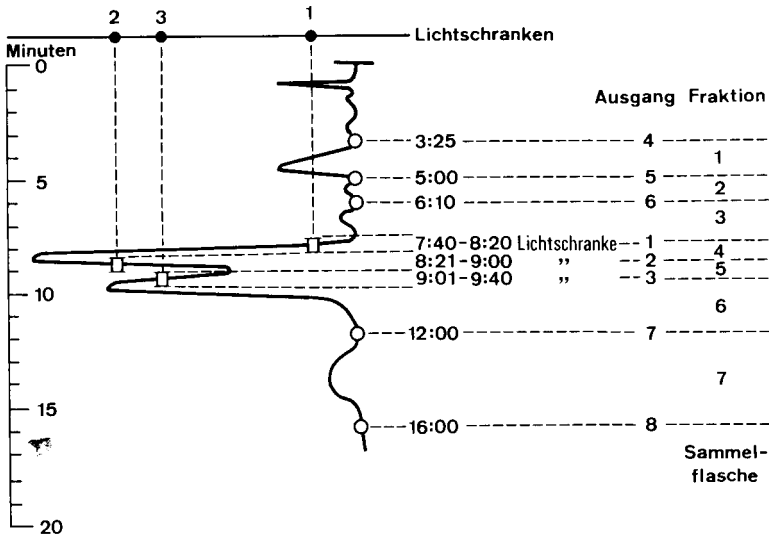 2 3 1
Lichtschranken
Minuten
0
Ausgang Fraktion
3:25 4
1
5 5:00 5
2
6:10 6
3
7:40-8:20 Lichtschranke 1
4
8:21-9:00 „ 2
5
9:01-9:40 „ 3
10
6
12:00 7
7
15
16:00 8
Sammel-
flasche
20